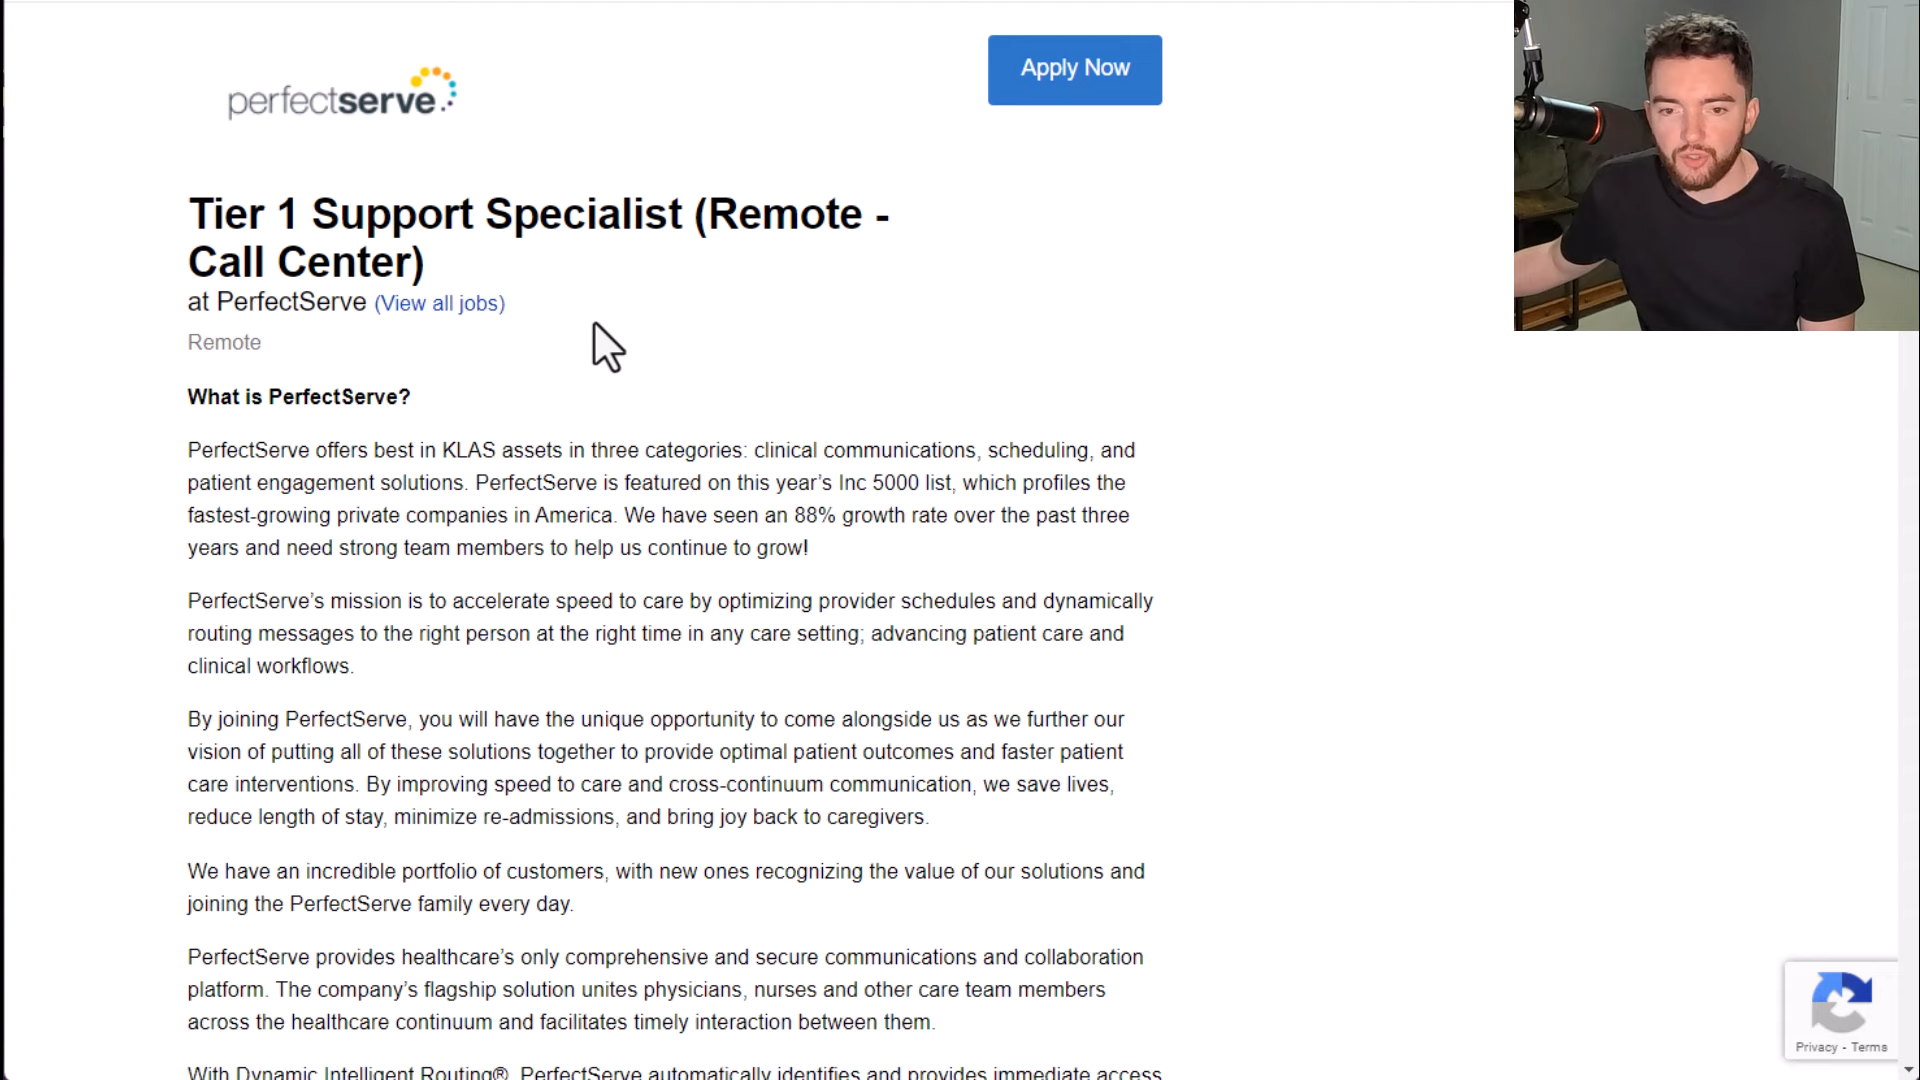 perfectserve
Apply Now
Tier 1 Support Specialist (Remote -
Call Center)
at PerfectServe (View all jobs)
Remote
What is PerfectServe?
PerfectServe offers best in KLAS assets in three categories: clinical communications, scheduling, and
patient engagement solutions. PerfectServe is featured on this year’s Inc 5000 list, which profiles the
fastest-growing private companies in America. We have seen an 88% growth rate over the past three
years and need strong team members to help us continue to grow!
PerfectServe’s mission is to accelerate speed to care by optimizing provider schedules and dynamically
routing messages to the right person at the right time in any care setting; advancing patient care and
clinical workflows.
By joining PerfectServe, you will have the unique opportunity to come alongside us as we further our
vision of putting all of these solutions together to provide optimal patient outcomes and faster patient
care interventions. By improving speed to care and cross-continuum communication, we save lives,
reduce length of stay, minimize re-admissions, and bring joy back to caregivers.
We have an incredible portfolio of customers, with new ones recognizing the value of our solutions and
joining the PerfectServe family every day.
PerfectServe provides healthcare’s only comprehensive and secure communications and collaboration
platform. The company’s flagship solution unites physicians, nurses and other care team members
across the healthcare continuum and facilitates timely interaction between them.
With Dynamic Intelligent Routing®, PerfectServe automatically identifies and provides immediate access
Privacy - Terms